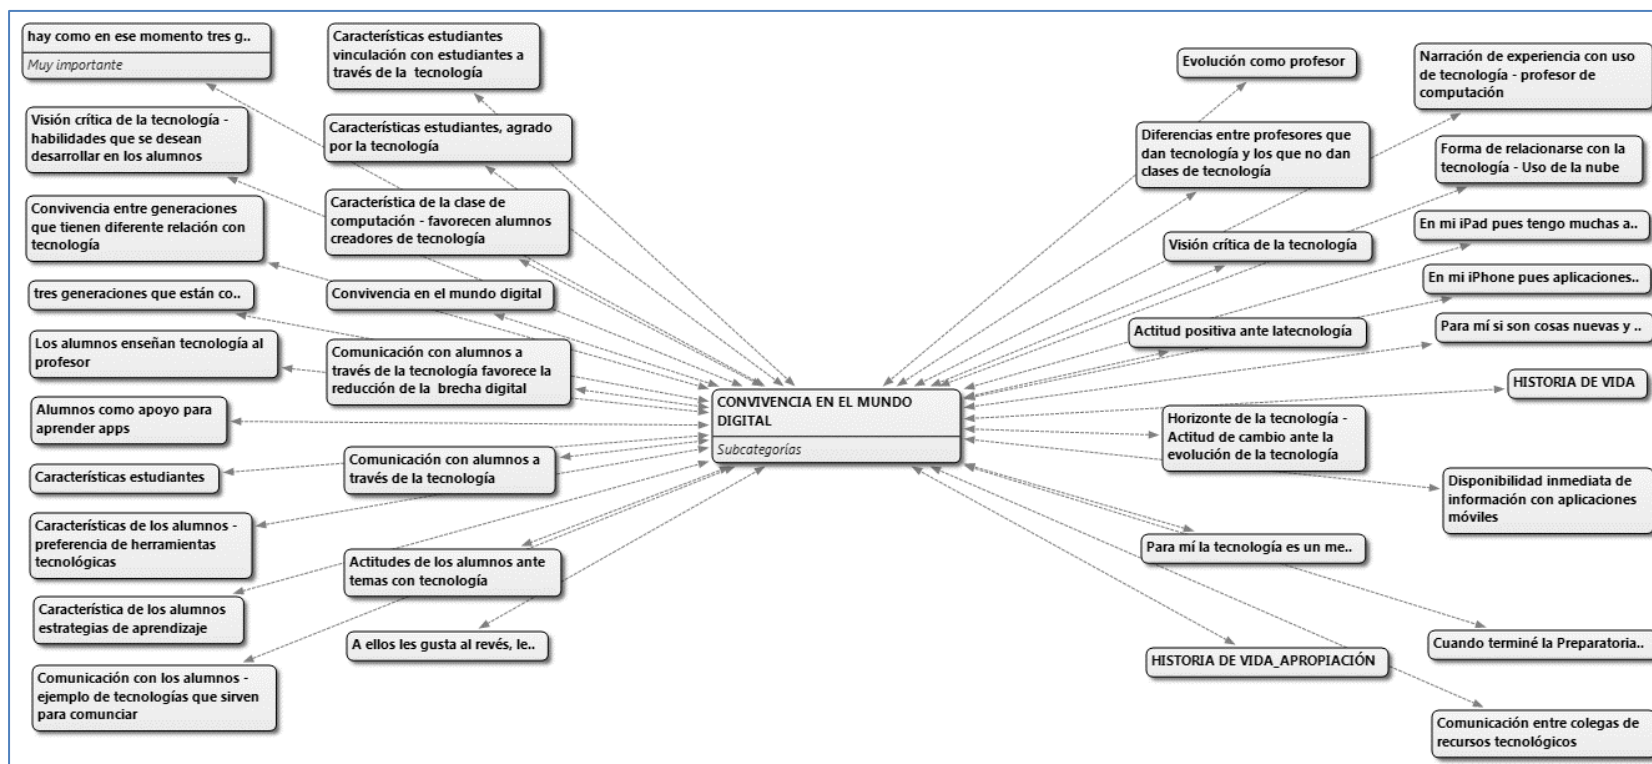 hay como en ese momento tres g..
Muy importante
Visión crítica de la tecnología -
habilidades que se desean
desarrollar en los alumnos
Convivencia entre generaciones
que tienen diferente relación con
tecnología
tres generaciones que están co..
Los alumnos enseñan tecnología al
profesor
Alumnos como apoyo para
aprender apps
Características estudiantes
Características de los alumnos -
preferencia de herramientas
tecnológicas
Característica de los alumnos
estrategias de aprendizaje
Comunicación con los alumnos -
ejemplo de tecnologías que sirven
para comunciar
Características estudiantes
vinculación con estudiantes a
través de la  tecnología
Características estudiantes, agrado
por la tecnología
Característica de la clase de
computación - favorecen alumnos
creadores de tecnología
Convivencia en el mundo digital
Comunicación con alumnos a
través de la tecnología favorece la
reducción de la  brecha digital
Comunicación con alumnos a
través de la tecnología
Actitudes de los alumnos ante
temas con tecnología
A ellos les gusta al revés, le..
CONVIVENCIA EN EL MUNDO
DIGITAL
Subcategorías
Evolución como profesor
Diferencias entre profesores que
dan tecnología y los que no dan
clases de tecnología
Visión crítica de la tecnología
Actitud positiva ante latecnología
Horizonte de la tecnología -
Actitud de cambio ante la
evolución de la tecnología
Para mí la tecnología es un me..
HISTORIA DE VIDA_APROPIACIÓN
Narración de experiencia con uso
de tecnología - profesor de
computación
Forma de relacionarse con la
tecnología - Uso de la nube
En mi iPad pues tengo muchas a..
En mi iPhone pues aplicaciones..
Para mí si son cosas nuevas y ..
HISTORIA DE VIDA
Disponibilidad inmediata de
información con aplicaciones
móviles
Cuando terminé la Preparatoria..
Comunicación entre colegas de
recursos tecnológicos